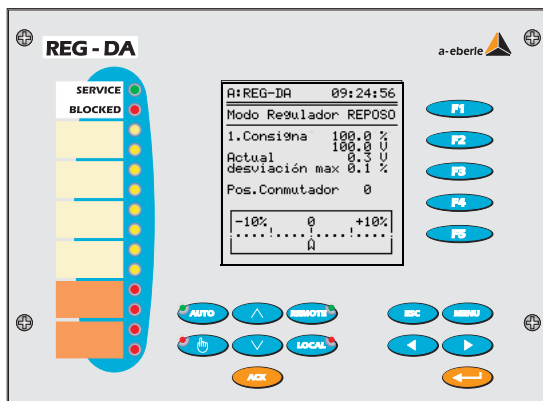 REG - DA
a-eberle
SERVICE
BLOCKED
A:REG-DA 09:24:56
Modo Regulador REPOSO
1.Consigna 100.0 %
100.0 V
Actual 0.3 V
desviación max 0.1 %
Pos.Conmutador 0
-10% 0 +10%
F1
F2
F3
F4
F5
AUTO
REMOTE
ESC
MENU
LOCAL
ACK